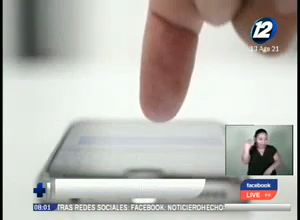 12
13 Ago 21
facebook
LIVE
08:01
TRAS REDES SOCIALES: FACEBOOK: NOTICIEROHECHO